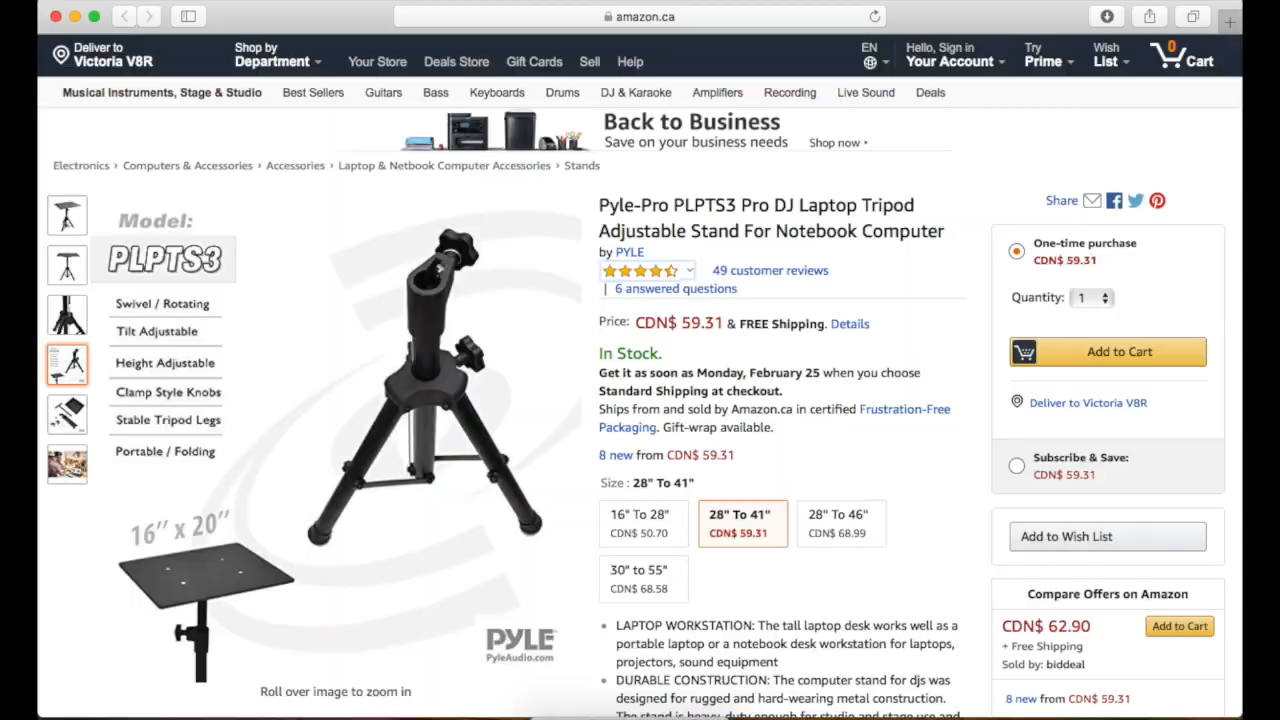 amazon.ca
Deliver to
Victoria V8R
Shop by
Department
Your Store
Deals Store
Gift Cards
Sell
Help
EN
Hello, Sign in
Your Account
Try
Prime
Wish
List
0
Cart
Musical Instruments, Stage & Studio
Best Sellers
Guitars
Bass
Keyboards
Drums
DJ & Karaoke
Amplifiers
Recording
Live Sound
Deals
Back to Business
Save on your business needs
Shop now
Electronics › Computers & Accessories › Accessories › Laptop & Netbook Computer Accessories › Stands
Model:
PLPTS3
Swivel / Rotating
Tilt Adjustable
Height Adjustable
Clamp Style Knobs
Stable Tripod Legs
Portable / Folding
16" x 20"
PYLE
PyleAudio.com
Roll over image to zoom in
Pyle-Pro PLPTS3 Pro DJ Laptop Tripod
Adjustable Stand For Notebook Computer
by PYLE
49 customer reviews
| 6 answered questions
Price: CDN$ 59.31 & FREE Shipping. Details
In Stock.
Get it as soon as Monday, February 25 when you choose
Standard Shipping at checkout.
Ships from and sold by Amazon.ca in certified Frustration-Free
Packaging. Gift-wrap available.
8 new from CDN$ 59.31
Size : 28" To 41"
16" To 28"
CDN$ 50.70
28" To 41"
CDN$ 59.31
28" To 46"
CDN$ 68.99
30" to 55"
CDN$ 68.58
• LAPTOP WORKSTATION: The tall laptop desk works well as a
portable laptop or a notebook desk workstation for laptops,
projectors, sound equipment
• DURABLE CONSTRUCTION: The computer stand for djs was
designed for rugged and hard-wearing metal construction.
The stand is heavy-duty enough for studio and stage use and
Share
One-time purchase
CDN$ 59.31
Quantity: 1
Add to Cart
Deliver to Victoria V8R
Subscribe & Save:
CDN$ 59.31
Add to Wish List
Compare Offers on Amazon
CDN$ 62.90
Add to Cart
+ Free Shipping
Sold by: biddeal
8 new from CDN$ 59.31